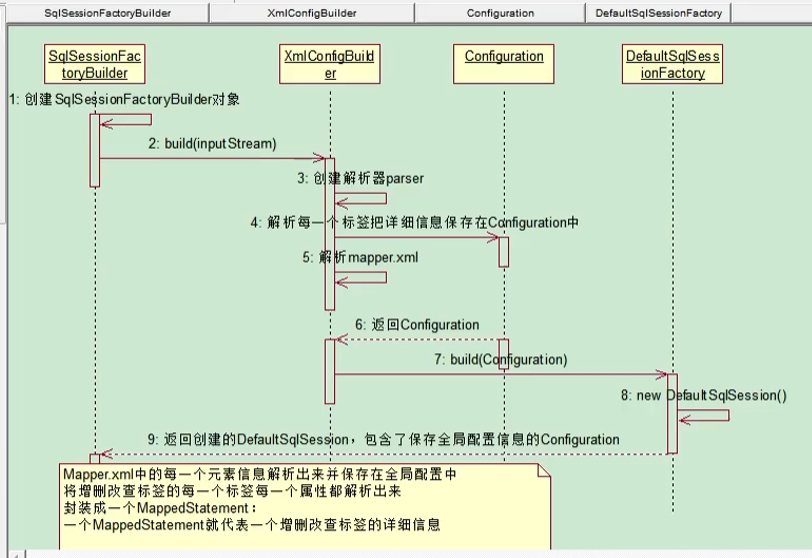 SqlSessionFactoryBuilder
XmlConfigBuilder
Configuration
DefaultSqlSessionFactory
SqlSessionFac
toryBuilder
XmlConfigBuild
er
Configuration
DefaultSqlSess
ionFactory
1: 创建SqlSessionFactoryBuilder对象
2: build(inputStream)
3: 创建解析器parser
4: 解析每一个标签把详细信息保存在Configuration中
5: 解析mapper.xml
6: 返回Configuration
7: build(Configuration)
8: new DefaultSqlSession()
9: 返回创建的DefaultSqlSession，包含了保存全局配置信息的Configuration
Mapper.xml中的每一个元素信息解析出来并保存在全局配置中
将增删改查标签的每一个标签每一个属性都解析出来
封装成一个MappedStatement：
一个MappedStatement就代表一个增删改查标签的详细信息